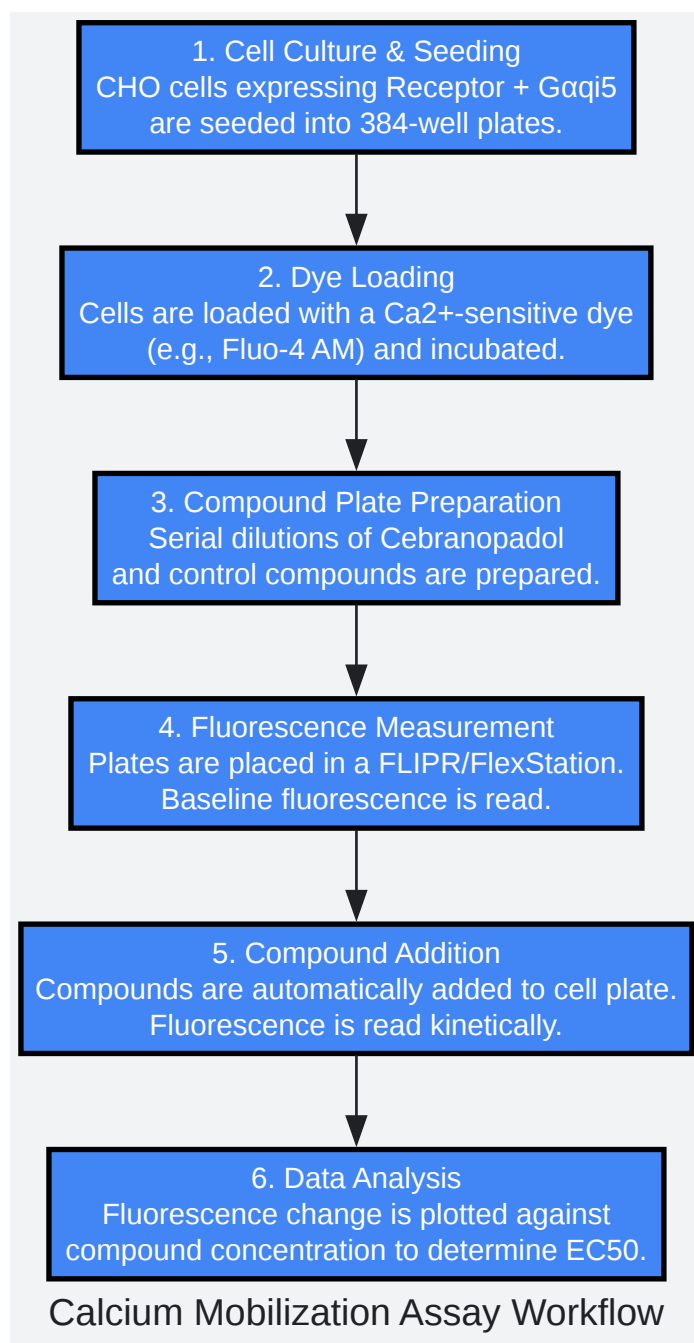 1. Cell Culture & Seeding
CHO cells expressing Receptor + Gαqi5
are seeded into 384-well plates.
2. Dye Loading
Cells are loaded with a Ca2+-sensitive dye
(e.g., Fluo-4 AM) and incubated.
3. Compound Plate Preparation
Serial dilutions of Cebranopadol
and control compounds are prepared.
4. Fluorescence Measurement
Plates are placed in a FLIPR/FlexStation.
Baseline fluorescence is read.
5. Compound Addition
Compounds are automatically added to cell plate.
Fluorescence is read kinetically.
6. Data Analysis
Fluorescence change is plotted against
compound concentration to determine EC50.
Calcium Mobilization Assay Workflow